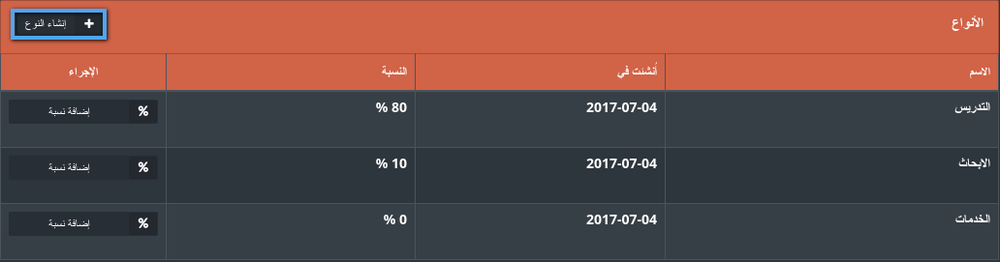 الأنواع
+ إنشاء النوع
الاسم أُنشئت في النسبة الإجراء
التدريس 2017-07-04 80 % % إضافة نسبة
الابحاث 2017-07-04 10 % % إضافة نسبة
الخدمات 2017-07-04 0 % % إضافة نسبة